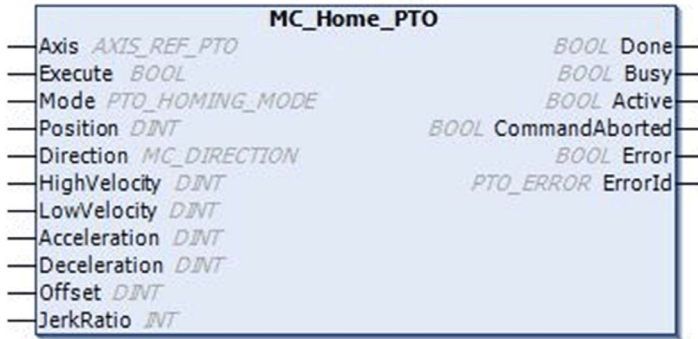 MC_Home_PTO
Axis AXIS_REF_PTO BOOL Done
Execute BOOL BOOL Busy
Mode PTO_HOMING_MODE BOOL Active
Position DINT BOOL CommandAborted
Direction MC_DIRECTION BOOL Error
HighVelocity DINT PTO_ERROR ErrorId
LowVelocity DINT
Acceleration DINT
Deceleration DINT
Offset DINT
JerkRatio INT